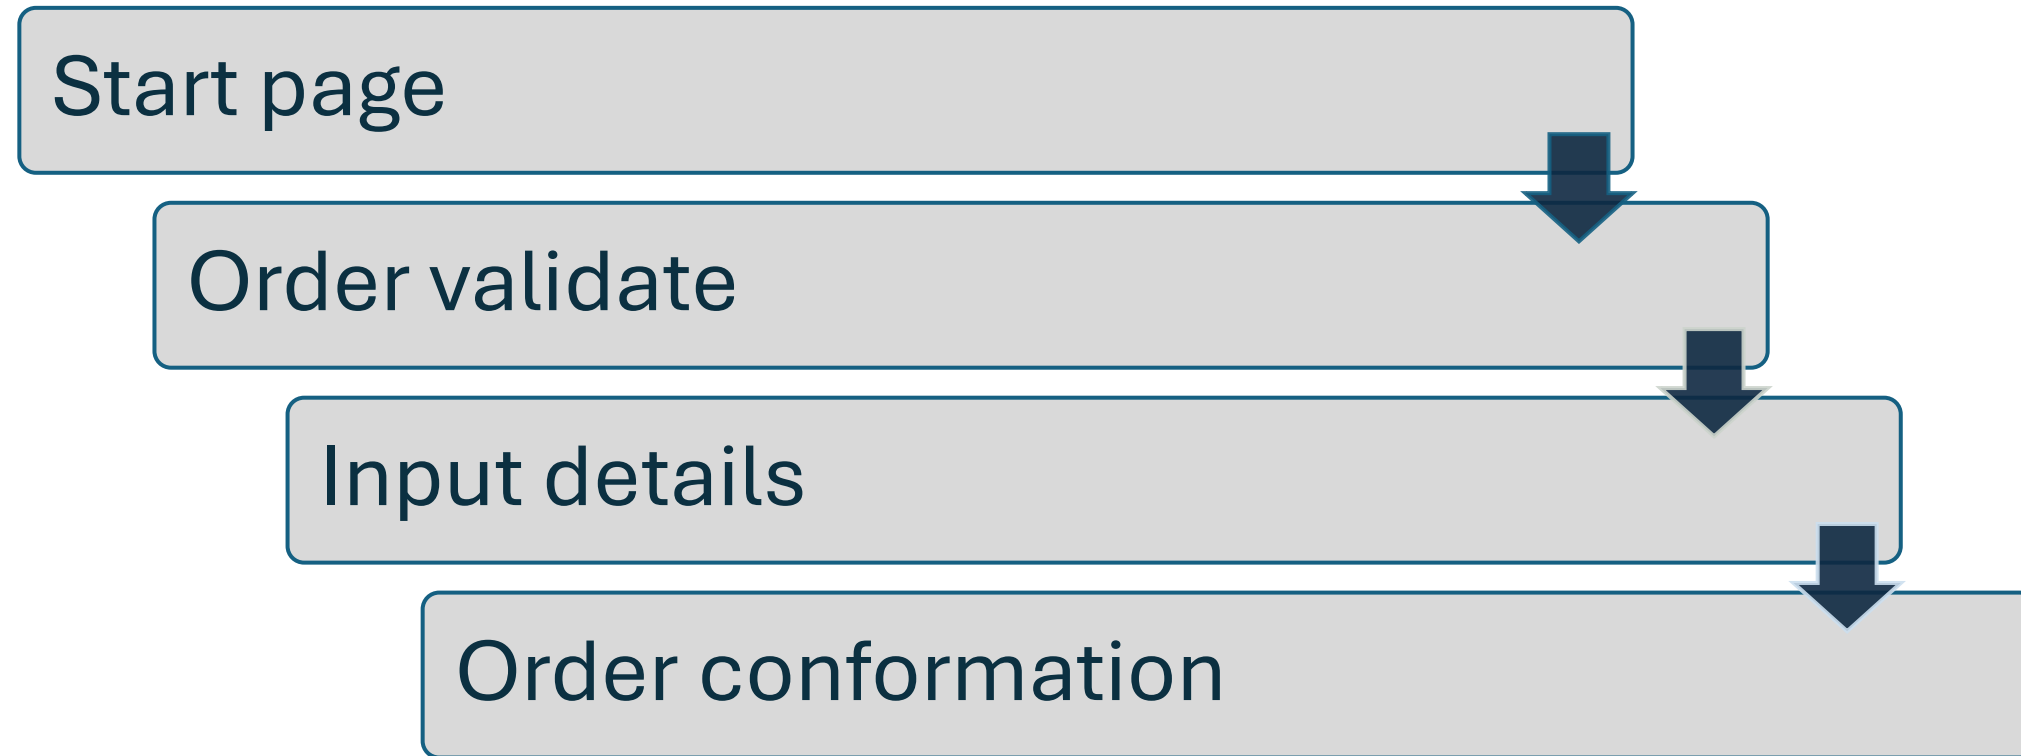 Start page
Order validate
Input details
Order conformation